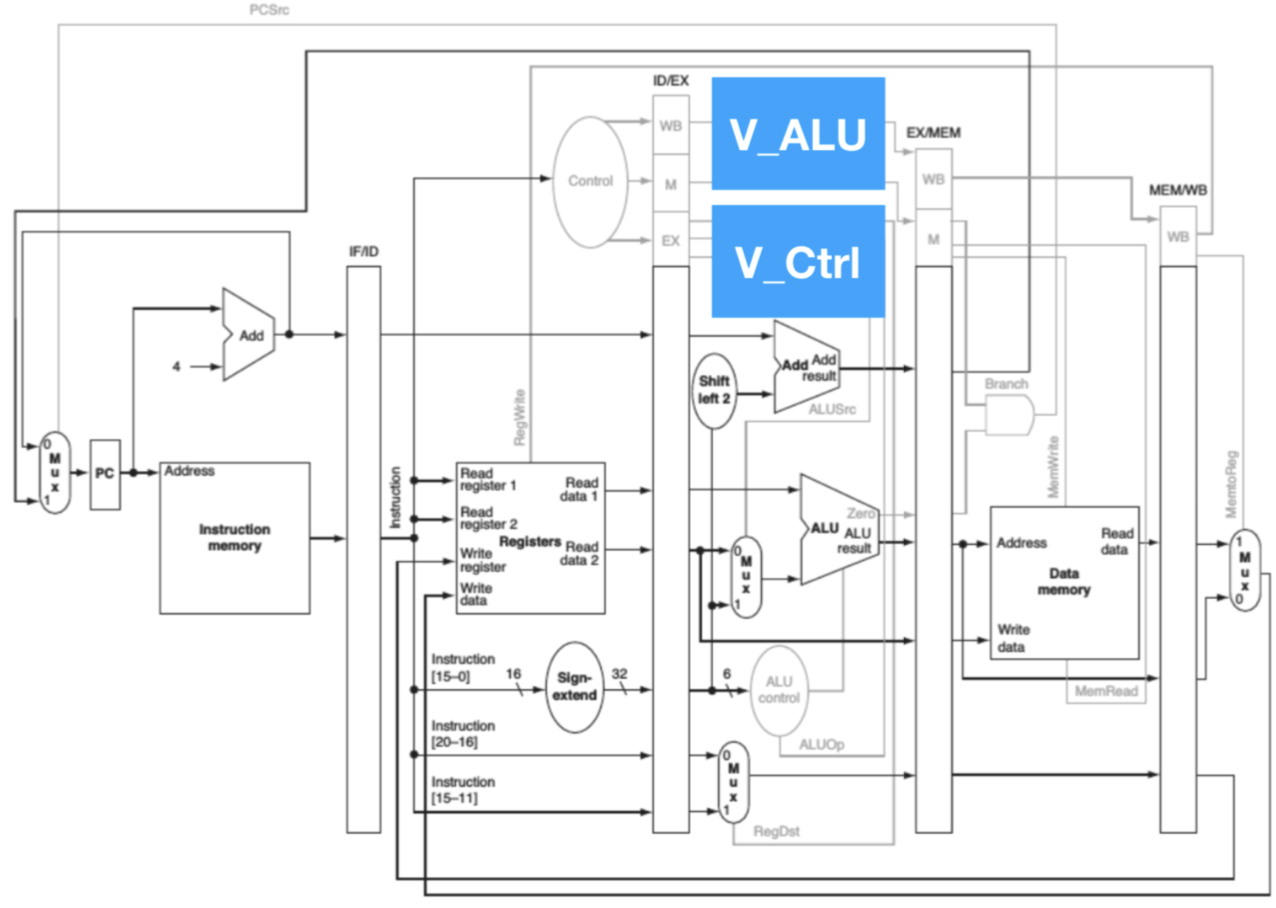 PCSrc
ID/EX
V_ALU
WB
EX/MEM
Control
M
WB
MEM/WB
V_Ctrl
EX
M
WB
IF/ID
Add
4
Shift
left 2
Add
Add
result
Branch
ALUSrc
RegWrite
MemWrite
MemtoReg
0
M
u
x
1
PC
Address
Instruction
memory
Instruction
Read
register 1
Read
register 2
Write
register
Write
data
Registers
Read
data 1
Read
data 2
0
M
u
x
1
Zero
ALU
ALU
result
Address
Read
data
Data
memory
Write
data
1
M
u
x
0
Instruction
[15–0]
16
Sign-
extend
32
6
ALU
control
MemRead
Instruction
[20–16]
ALUOp
0
M
u
x
1
Instruction
[15–11]
RegDst